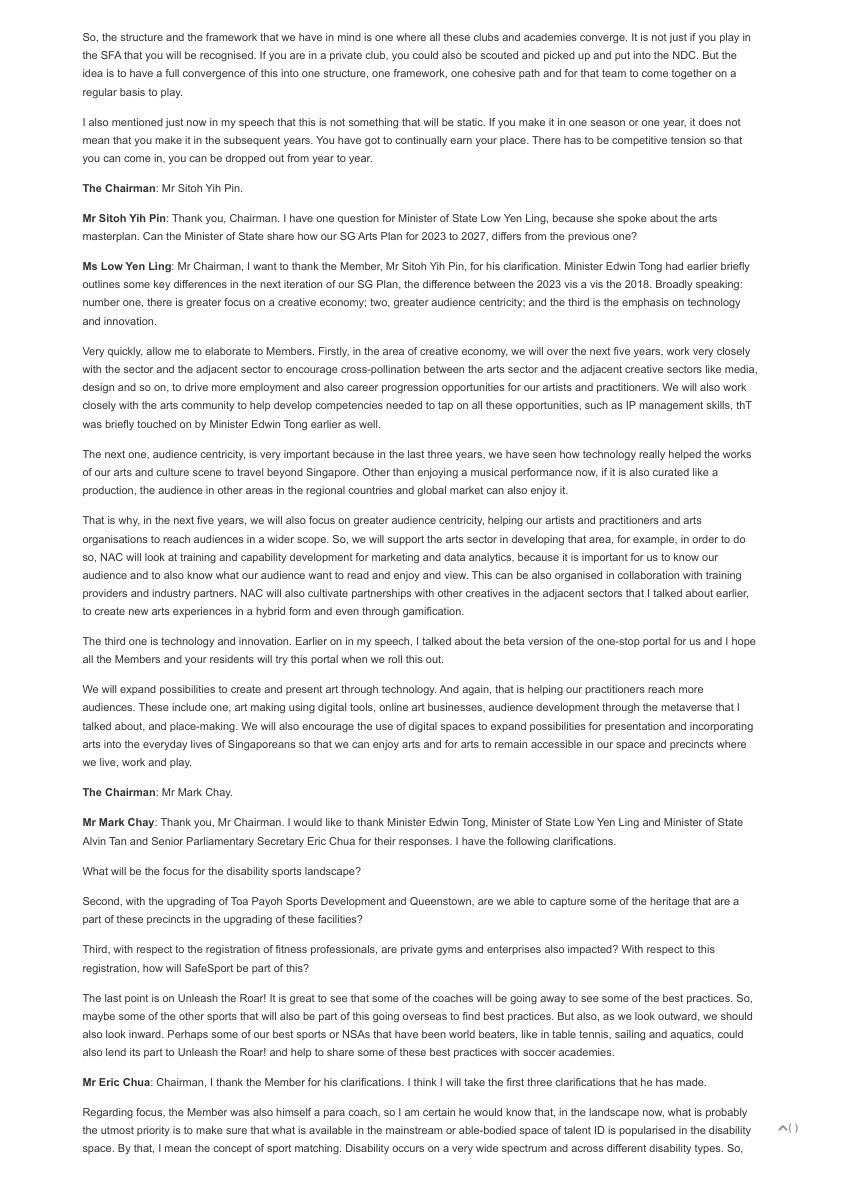 So, the structure and the framework that we have in mind is one where all these clubs and academies converge. It is not just if you play in
the SFA that you will be recognised. If you are in a private club, you could also be scouted and picked up and put into the NDC. But the
idea is to have a full convergence of this into one structure, one framework, one cohesive path and for that team to come together on a
regular basis to play.
I also mentioned just now in my speech that this is not something that will be static. If you make it in one season or one year, it does not
mean that you make it in the subsequent years. You have got to continually earn your place. There has to be competitive tension so that
you can come in, you can be dropped out from year to year.
The Chairman: Mr Sitoh Yih Pin.
Mr Sitoh Yih Pin: Thank you, Chairman. I have one question for Minister of State Low Yen Ling, because she spoke about the arts
masterplan. Can the Minister of State share how our SG Arts Plan for 2023 to 2027, differs from the previous one?
Ms Low Yen Ling: Mr Chairman, I want to thank the Member, Mr Sitoh Yih Pin, for his clarification. Minister Edwin Tong had earlier briefly
outlines some key differences in the next iteration of our SG Plan, the difference between the 2023 vis a vis the 2018. Broadly speaking:
number one, there is greater focus on a creative economy; two, greater audience centricity; and the third is the emphasis on technology
and innovation.
Very quickly, allow me to elaborate to Members. Firstly, in the area of creative economy, we will over the next five years, work very closely
with the sector and the adjacent sector to encourage cross-pollination between the arts sector and the adjacent creative sectors like media,
design and so on, to drive more employment and also career progression opportunities for our artists and practitioners. We will also work
closely with the arts community to help develop competencies needed to tap on all these opportunities, such as IP management skills, thT
was briefly touched on by Minister Edwin Tong earlier as well.
The next one, audience centricity, is very important because in the last three years, we have seen how technology really helped the works
of our arts and culture scene to travel beyond Singapore. Other than enjoying a musical performance now, if it is also curated like a
production, the audience in other areas in the regional countries and global market can also enjoy it.
That is why, in the next five years, we will also focus on greater audience centricity, helping our artists and practitioners and arts
organisations to reach audiences in a wider scope. So, we will support the arts sector in developing that area, for example, in order to do
so, NAC will look at training and capability development for marketing and data analytics, because it is important for us to know our
audience and to also know what our audience want to read and enjoy and view. This can be also organised in collaboration with training
providers and industry partners. NAC will also cultivate partnerships with other creatives in the adjacent sectors that I talked about earlier,
to create new arts experiences in a hybrid form and even through gamification.
The third one is technology and innovation. Earlier on in my speech, I talked about the beta version of the one-stop portal for us and I hope
all the Members and your residents will try this portal when we roll this out.
We will expand possibilities to create and present art through technology. And again, that is helping our practitioners reach more
audiences. These include one, art making using digital tools, online art businesses, audience development through the metaverse that I
talked about, and place-making. We will also encourage the use of digital spaces to expand possibilities for presentation and incorporating
arts into the everyday lives of Singaporeans so that we can enjoy arts and for arts to remain accessible in our space and precincts where
we live, work and play.
The Chairman: Mr Mark Chay.
Mr Mark Chay: Thank you, Mr Chairman. I would like to thank Minister Edwin Tong, Minister of State Low Yen Ling and Minister of State
Alvin Tan and Senior Parliamentary Secretary Eric Chua for their responses. I have the following clarifications.
What will be the focus for the disability sports landscape?
Second, with the upgrading of Toa Payoh Sports Development and Queenstown, are we able to capture some of the heritage that are a
part of these precincts in the upgrading of these facilities?
Third, with respect to the registration of fitness professionals, are private gyms and enterprises also impacted? With respect to this
registration, how will SafeSport be part of this?
The last point is on Unleash the Roar! It is great to see that some of the coaches will be going away to see some of the best practices. So,
maybe some of the other sports that will also be part of this going overseas to find best practices. But also, as we look outward, we should
also look inward. Perhaps some of our best sports or NSAs that have been world beaters, like in table tennis, sailing and aquatics, could
also lend its part to Unleash the Roar! and help to share some of these best practices with soccer academies.
Mr Eric Chua: Chairman, I thank the Member for his clarifications. I think I will take the first three clarifications that he has made.
Regarding focus, the Member was also himself a para coach, so I am certain he would know that, in the landscape now, what is probably
the utmost priority is to make sure that what is available in the mainstream or able-bodied space of talent ID is popularised in the disability
space. By that, I mean the concept of sport matching. Disability occurs on a very wide spectrum and across different disability types. So,
( )